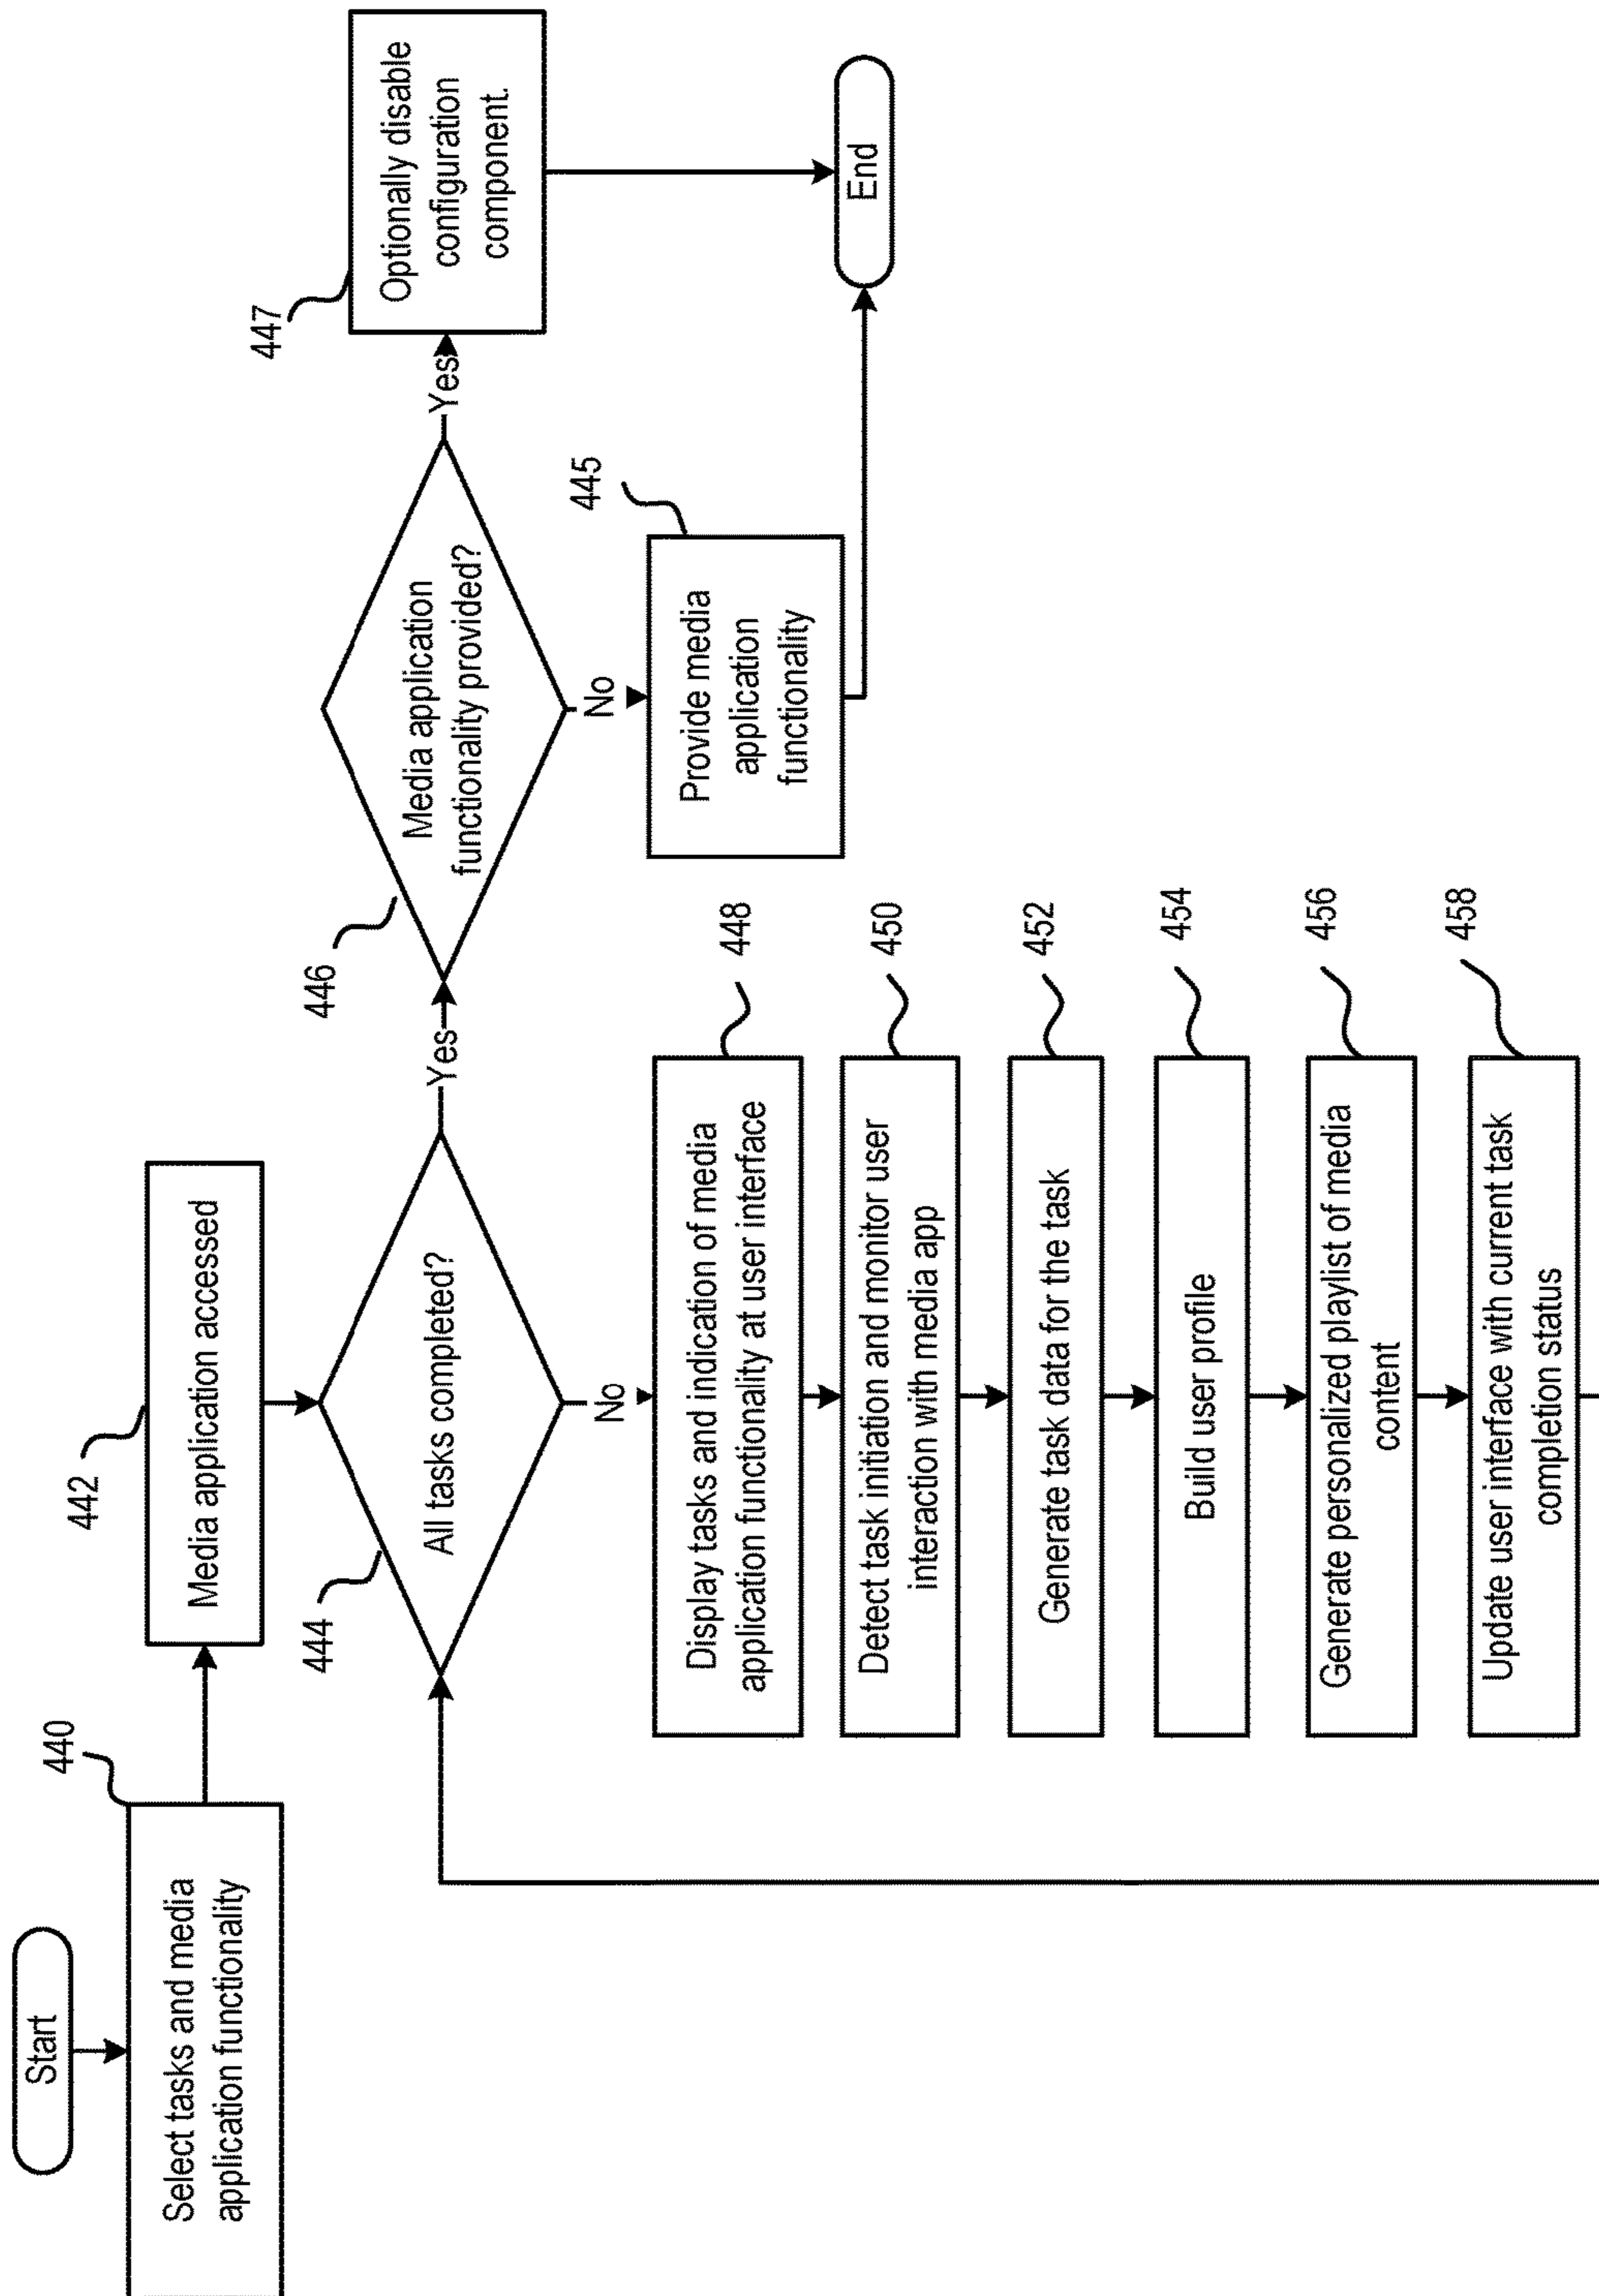 Start
440
Select tasks and media
application functionality
442
Media application accessed
444
All tasks completed?
Yes
No
446
Media application
functionality provided?
Yes
No
447
Optionally disable
configuration
component.
445
Provide media
application
functionality
End
448
Display tasks and indication of media
application functionality at user interface
450
Detect task initiation and monitor user
interaction with media app
452
Generate task data for the task
454
Build user profile
456
Generate personalized playlist of media
content
458
Update user interface with current task
completion status